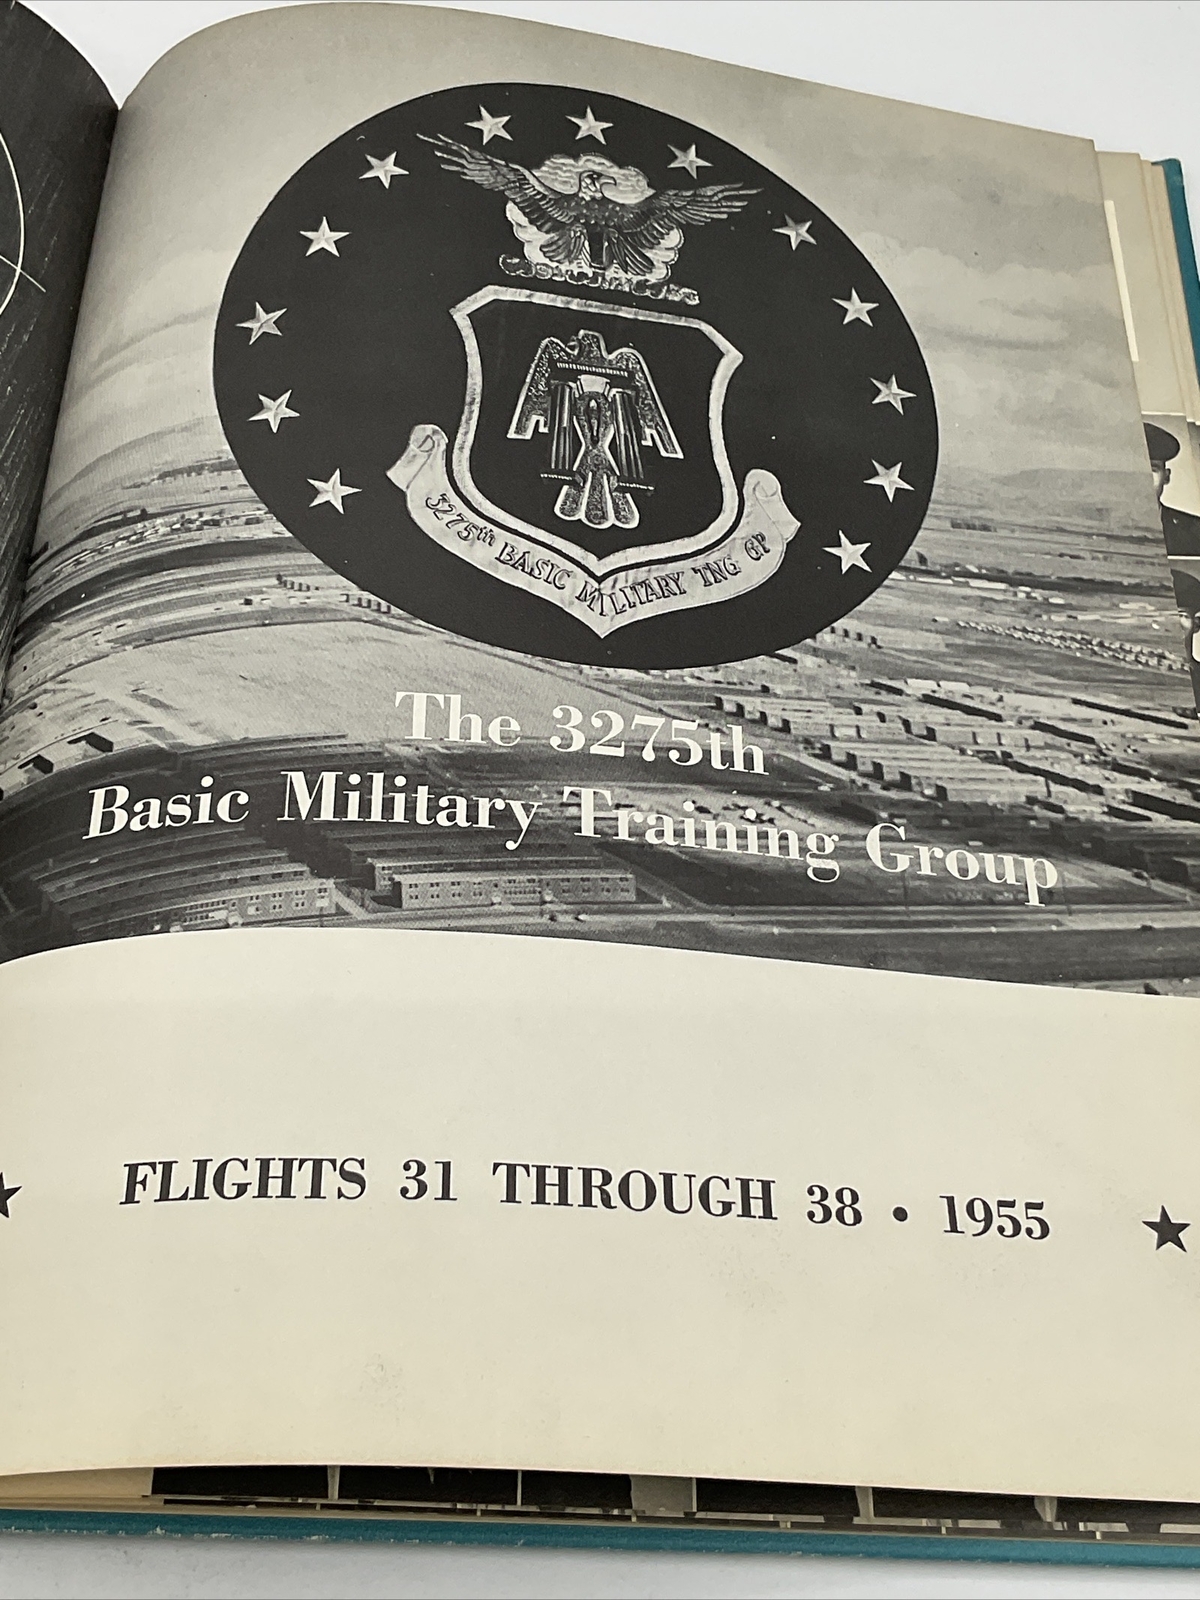 3275th BASIC MILITARY TNG GP
The 3275th
Basic Military Training Group
FLIGHTS 31 THROUGH 38 • 1955